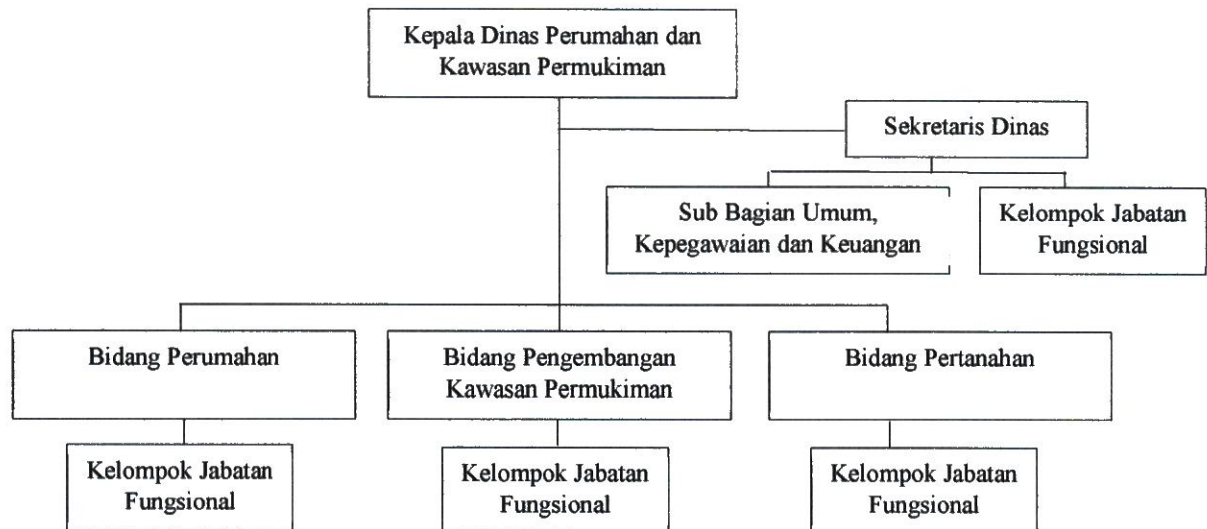 Kepala Dinas Perumahan dan
Kawasan Permukiman
Sekretaris Dinas
Sub Bagian Umum,
Kepegawaian dan Keuangan
Kelompok Jabatan
Fungsional
Bidang Perumahan
Bidang Pengembangan
Kawasan Permukiman
Bidang Pertanahan
Kelompok Jabatan
Fungsional
Kelompok Jabatan
Fungsional
Kelompok Jabatan
Fungsional